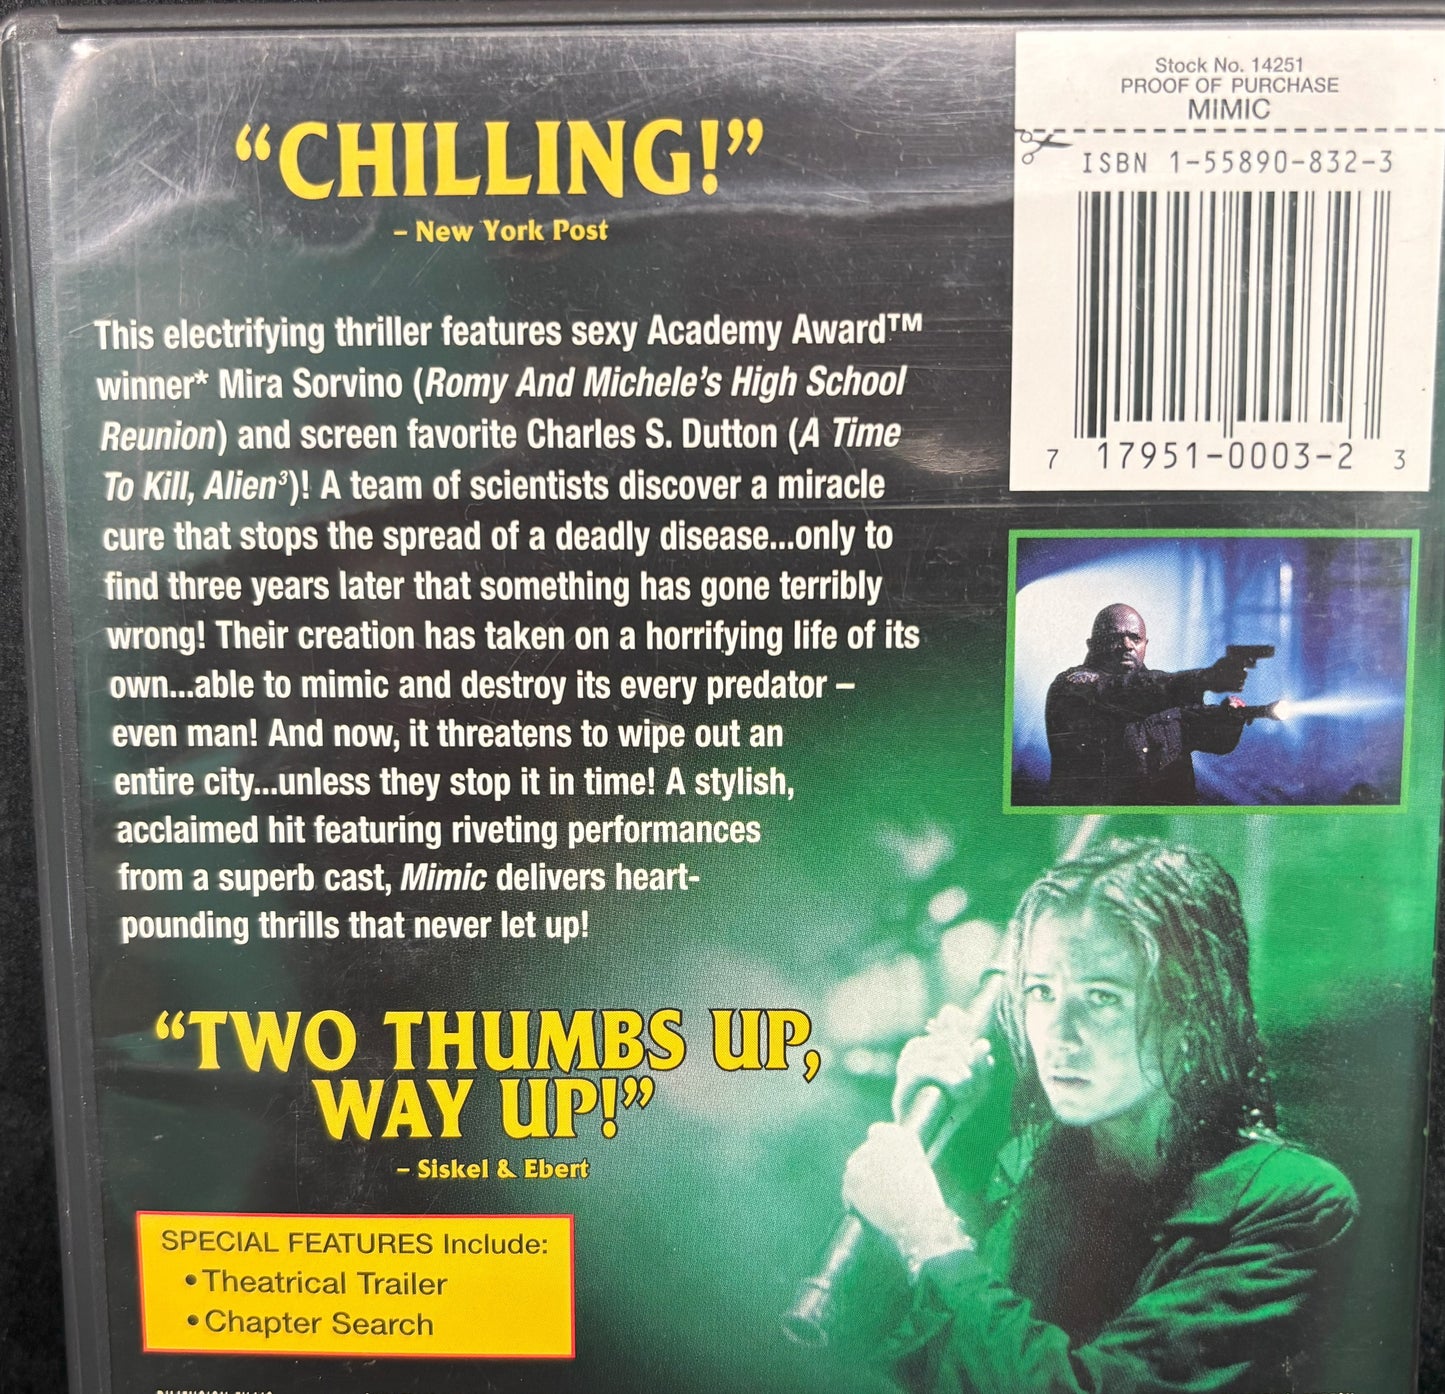 Stock No. 14251
PROOF OF PURCHASE
MIMIC
ISBN 1-55890-832-3
7 17951-0003-2 3
“CHILLING!”
– New York Post
This electrifying thriller features sexy Academy Award™
winner* Mira Sorvino (Romy And Michele’s High School
Reunion) and screen favorite Charles S. Dutton (A Time
To Kill, Alien³)! A team of scientists discover a miracle
cure that stops the spread of a deadly disease...only to
find three years later that something has gone terribly
wrong! Their creation has taken on a horrifying life of its
own...able to mimic and destroy its every predator –
even man! And now, it threatens to wipe out an
entire city...unless they stop it in time! A stylish,
acclaimed hit featuring riveting performances
from a superb cast, Mimic delivers heart-
pounding thrills that never let up!
“TWO THUMBS UP,
WAY UP!”
– Siskel & Ebert
SPECIAL FEATURES Include:
• Theatrical Trailer
• Chapter Search